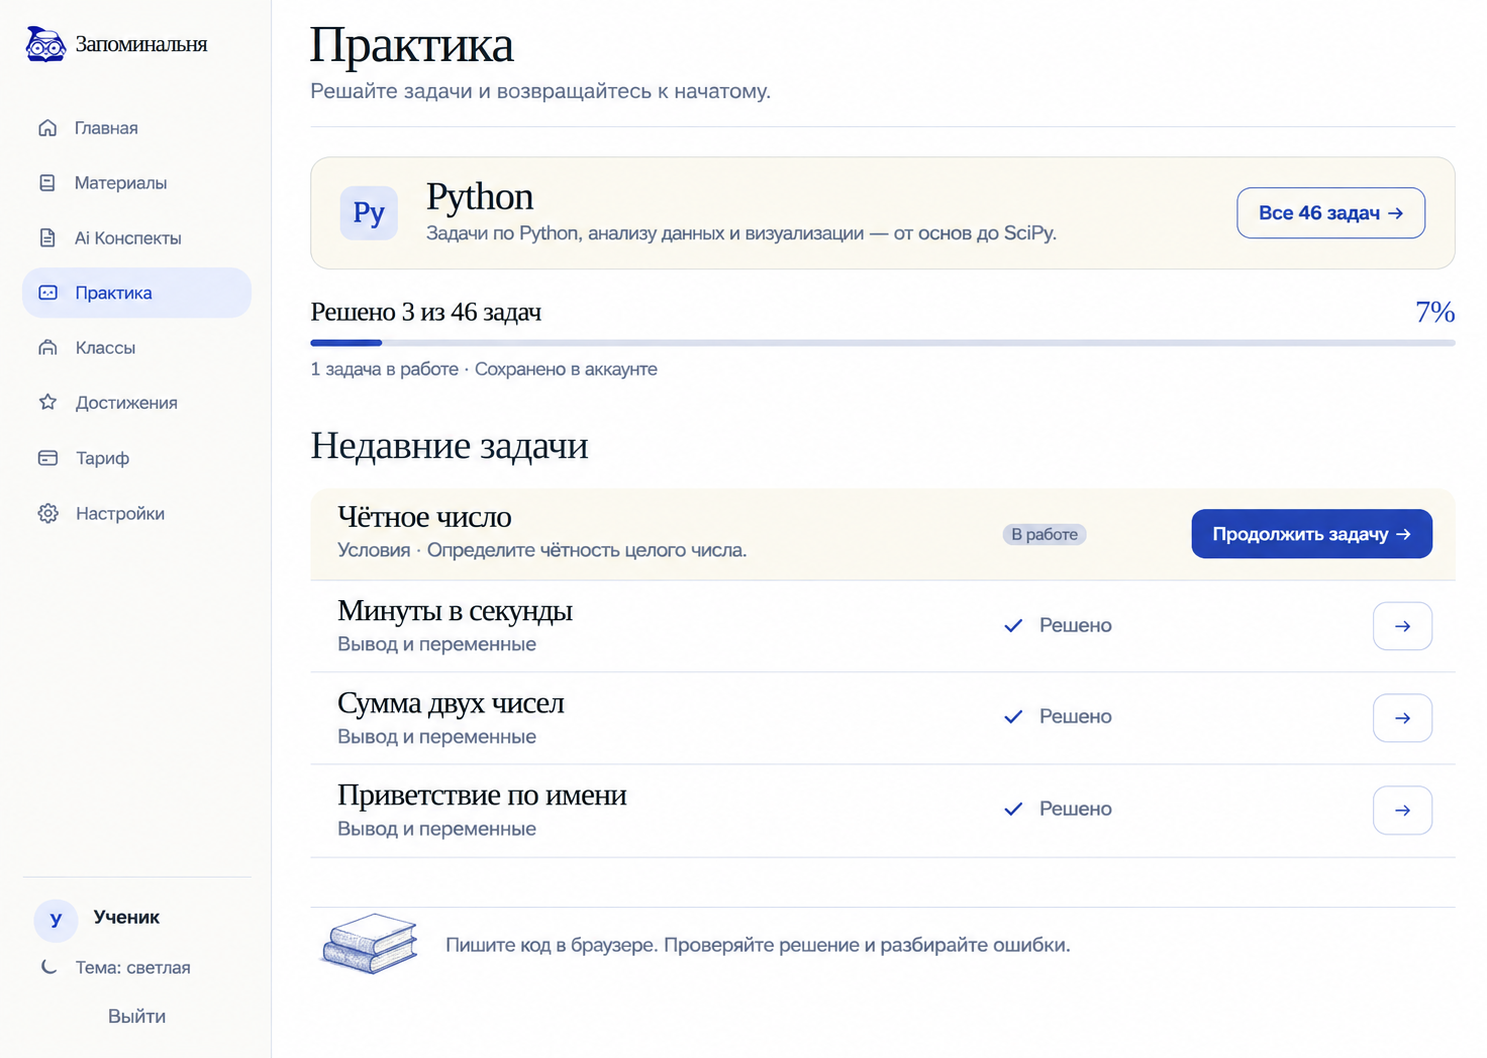 Запоминальня
Главная
Материалы
Ai Конспекты
Практика
Классы
Достижения
Тариф
Настройки
У
Ученик
Тема: светлая
Выйти
Практика
Решайте задачи и возвращайтесь к начатому.
Py
Python
Задачи по Python, анализу данных и визуализации — от основ до SciPy.
Все 46 задач →
Решено 3 из 46 задач
7%
1 задача в работе · Сохранено в аккаунте
Недавние задачи
Чётное число
Условия · Определите чётность целого числа.
В работе
Продолжить задачу →
Минуты в секунды
Вывод и переменные
Решено
→
Сумма двух чисел
Вывод и переменные
Решено
→
Приветствие по имени
Вывод и переменные
Решено
→
Пишите код в браузере. Проверяйте решение и разбирайте ошибки.